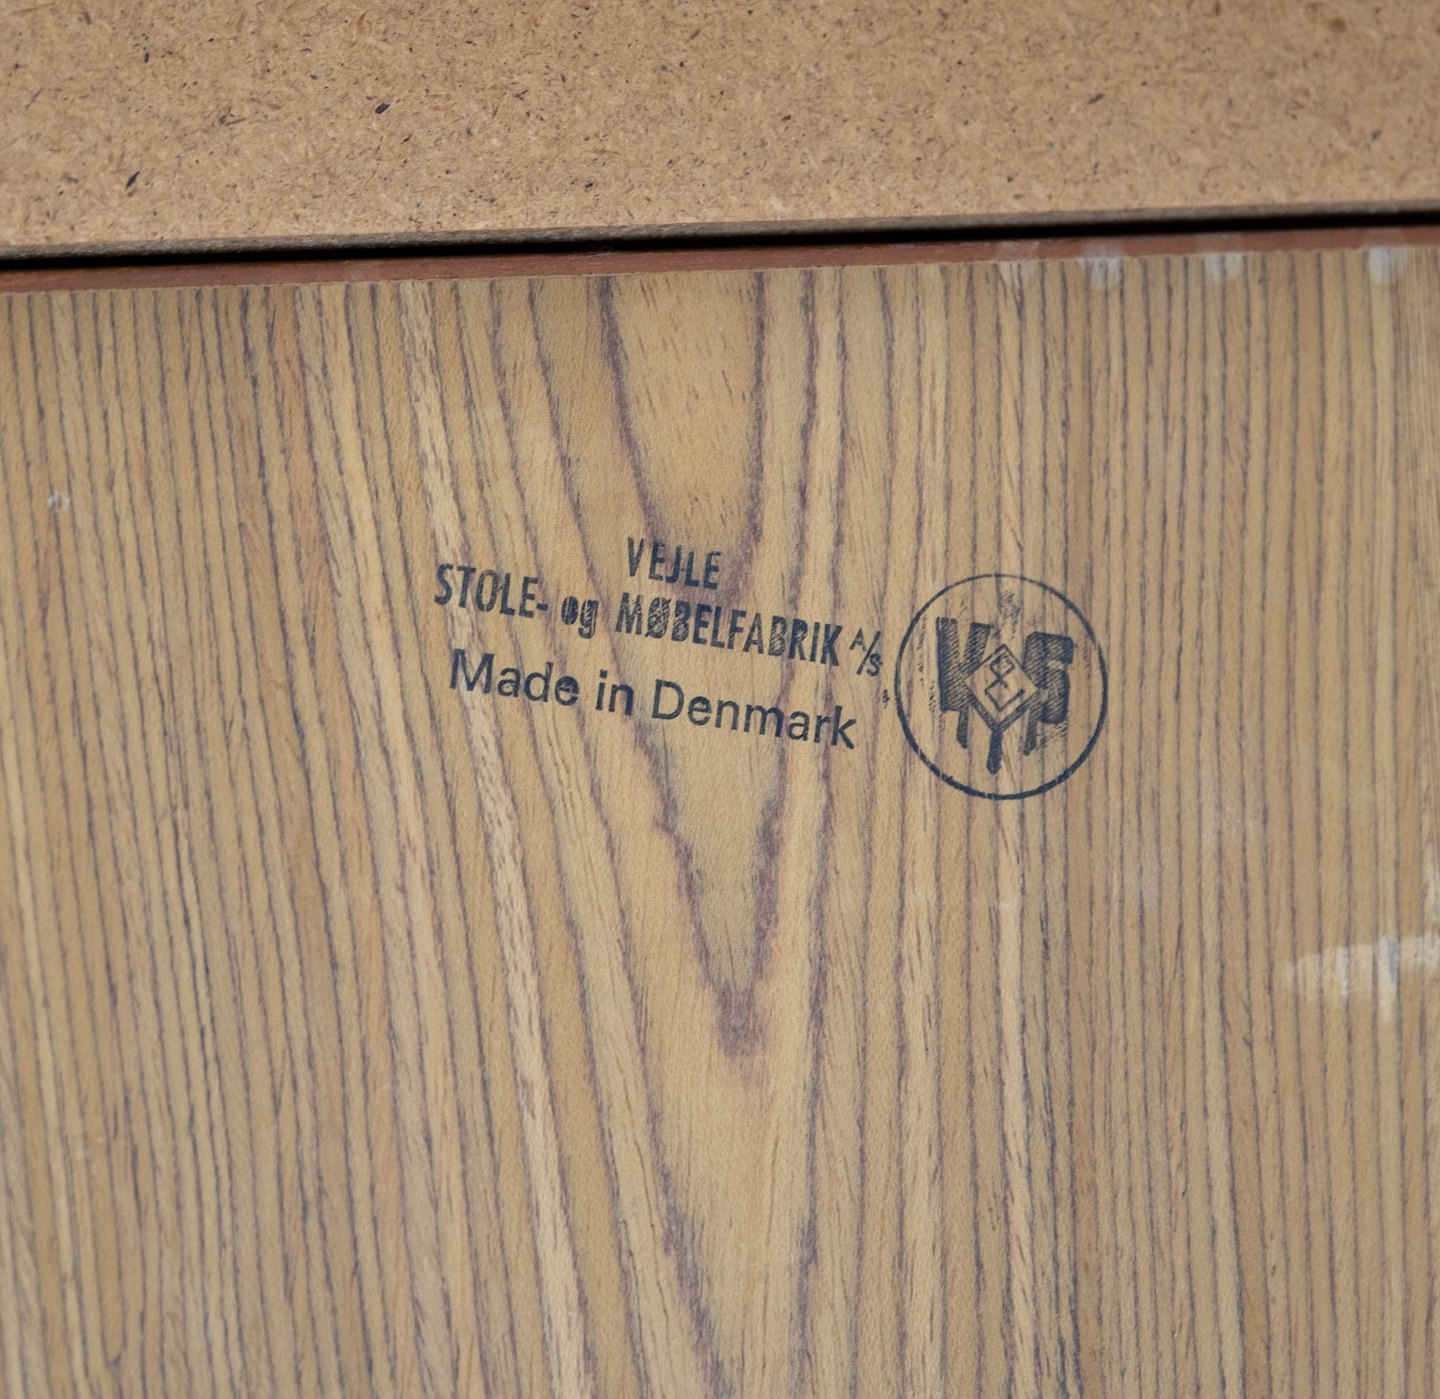 VEJLE
STOLE- og MØBELFABRIK A/S
Made in Denmark
V S